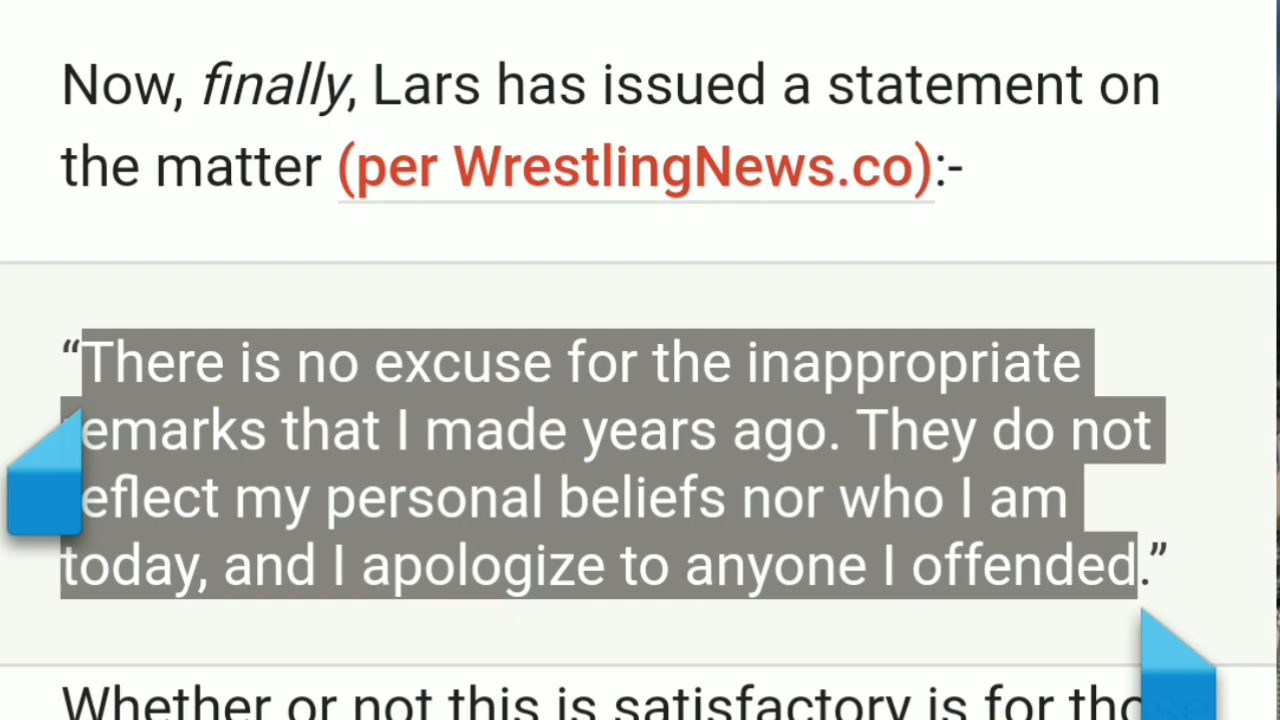 Now, finally, Lars has issued a statement on
the matter (per WrestlingNews.co):-
“There is no excuse for the inappropriate
remarks that I made years ago. They do not
reflect my personal beliefs nor who I am
today, and I apologize to anyone I offended.”
Whether or not this is satisfactory is for those